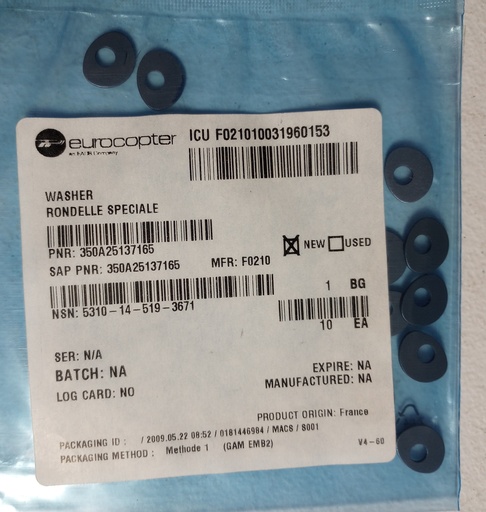 eurocopter
an EADS Company
ICU F021010031960153
WASHER
RONDELLE SPECIALE
PNR: 350A25137165
SAP PNR: 350A25137165 MFR: F0210
NEW USED
NSN: 5310-14-519-3671
1 BG
10 EA
SER: N/A
BATCH: NA
LOG CARD: NO
EXPIRE: NA
MANUFACTURED: NA
PRODUCT ORIGIN: France
PACKAGING ID : / 2009.05.22 08:52 / 0181446984 / MACS / S001
PACKAGING METHOD : Methode 1 (GAM EMB2)
V4-60